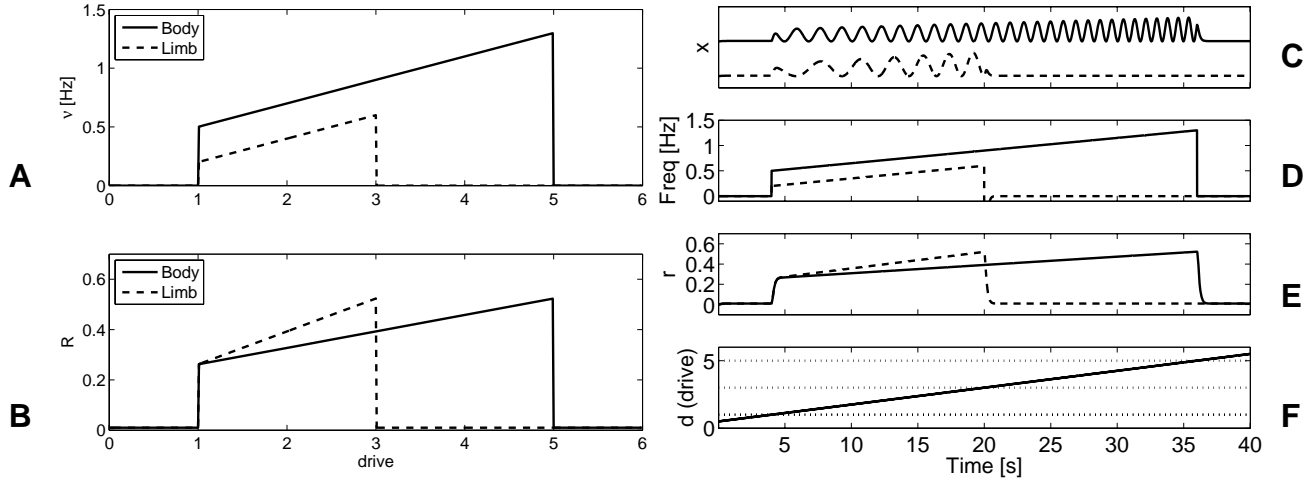 A
1.5
1
0.5
0
ν [Hz]
Body
Limb
0 1 2 3 4 5 6
B
0.6
0.4
0.2
0
R
Body
Limb
0 1 2 3 4 5 6
drive
x
C
1.5
1
0.5
0
Freq [Hz]
D
0.6
0.4
0.2
0
r
E
5
0
d (drive)
5 10 15 20 25 30 35 40
Time [s]
F